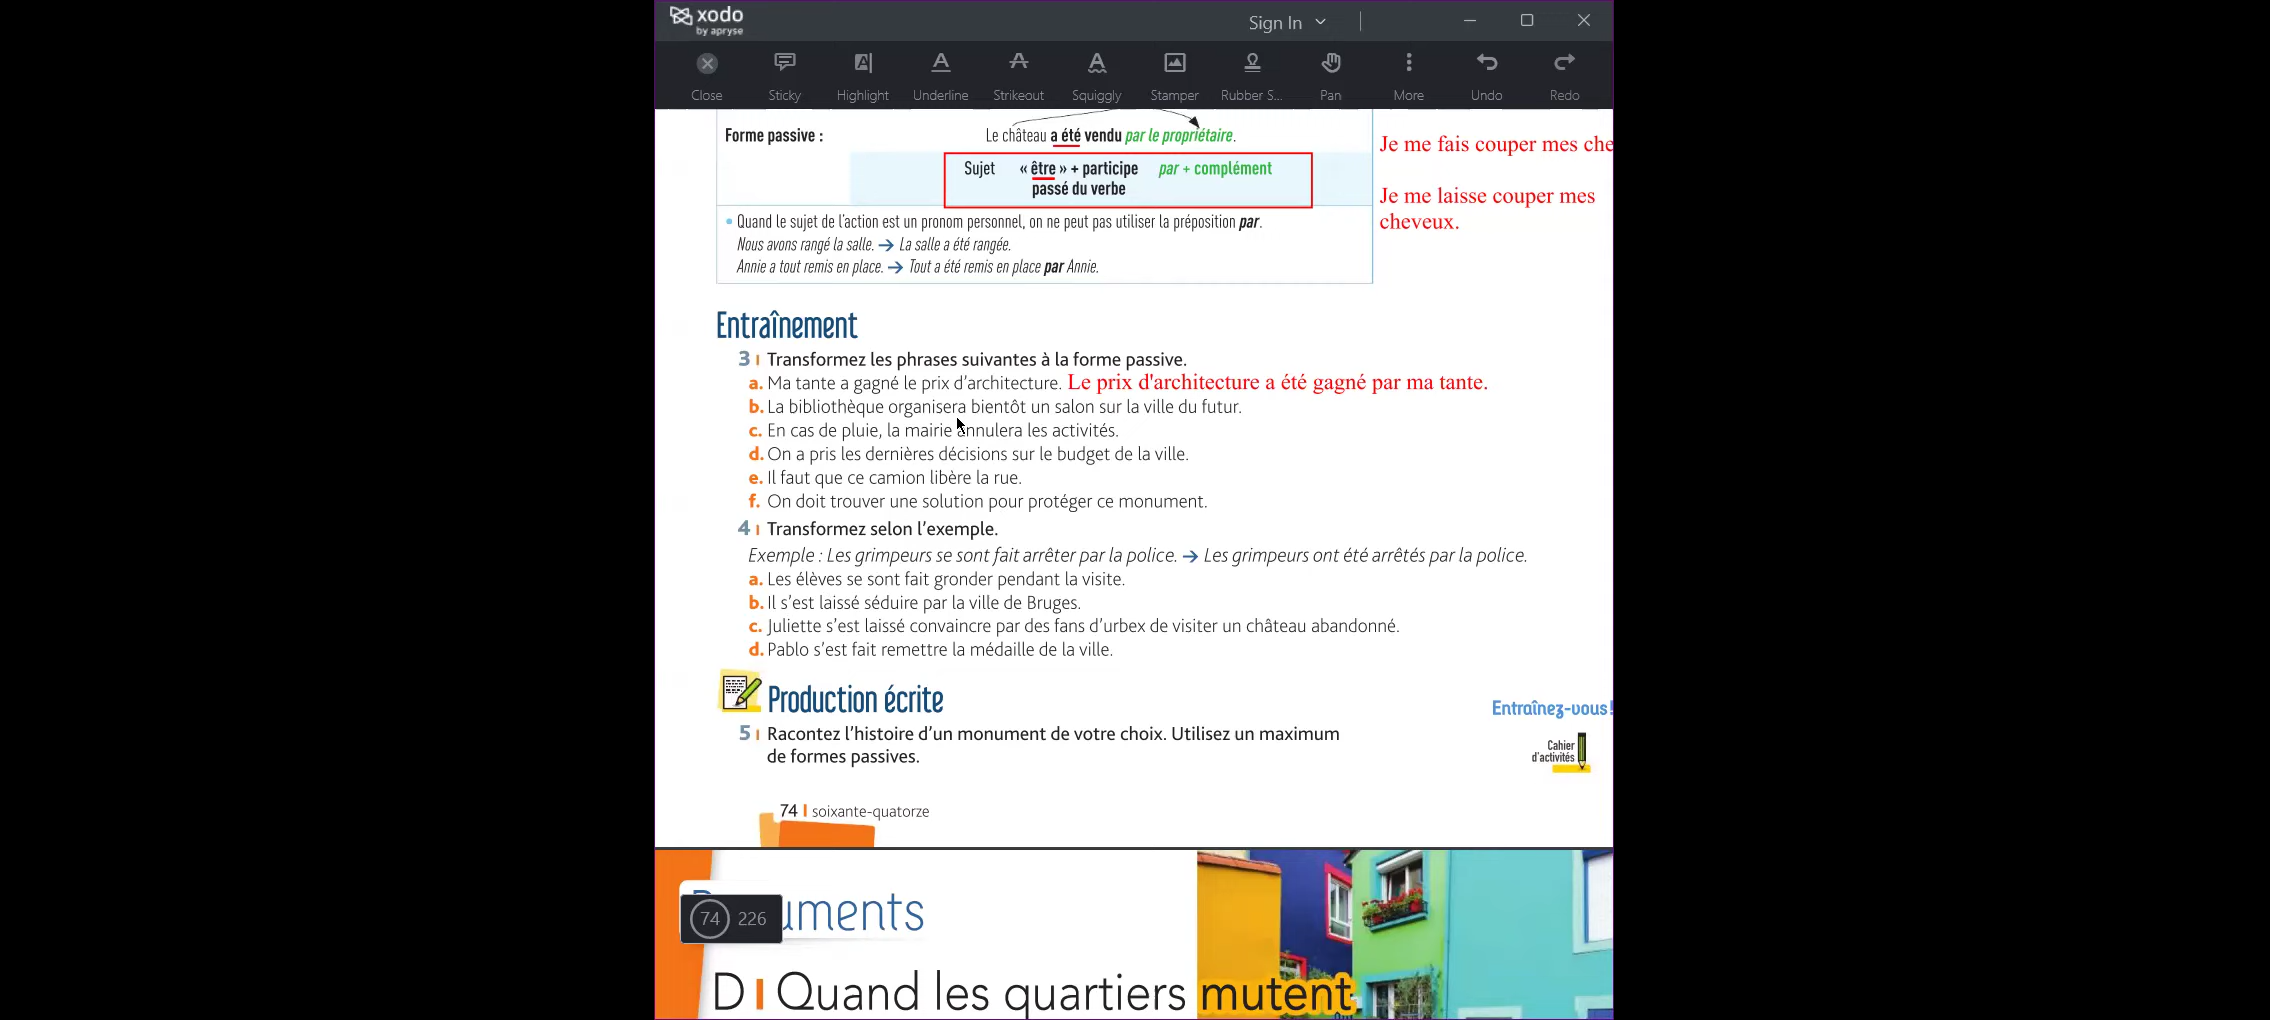 xodo
by apryse
Sign In
Close
Sticky
Highlight
Underline
Strikeout
Squiggly
Stamper
Rubber S...
Pan
More
Undo
Redo
Forme passive :
Le château a été vendu par le propriétaire.
Sujet « être » + participe par + complément
passé du verbe
• Quand le sujet de l'action est un pronom personnel, on ne peut pas utiliser la préposition par.
Nous avons rangé la salle. → La salle a été rangée.
Annie a tout remis en place. → Tout a été remis en place par Annie.
Je me fais couper mes che
Je me laisse couper mes
cheveux.
Entraînement
3 | Transformez les phrases suivantes à la forme passive.
a. Ma tante a gagné le prix d'architecture. Le prix d'architecture a été gagné par ma tante.
b. La bibliothèque organisera bientôt un salon sur la ville du futur.
c. En cas de pluie, la mairie annulera les activités.
d. On a pris les dernières décisions sur le budget de la ville.
e. Il faut que ce camion libère la rue.
f. On doit trouver une solution pour protéger ce monument.
4 | Transformez selon l'exemple.
Exemple : Les grimpeurs se sont fait arrêter par la police. → Les grimpeurs ont été arrêtés par la police.
a. Les élèves se sont fait gronder pendant la visite.
b. Il s'est laissé séduire par la ville de Bruges.
c. Juliette s'est laissé convaincre par des fans d'urbex de visiter un château abandonné.
d. Pablo s'est fait remettre la médaille de la ville.
Production écrite
5 | Racontez l'histoire d'un monument de votre choix. Utilisez un maximum
de formes passives.
Entraînez-vous !
Cahier
d'activités
74 | soixante-quatorze
uments
74 226
D | Quand les quartiers mutent